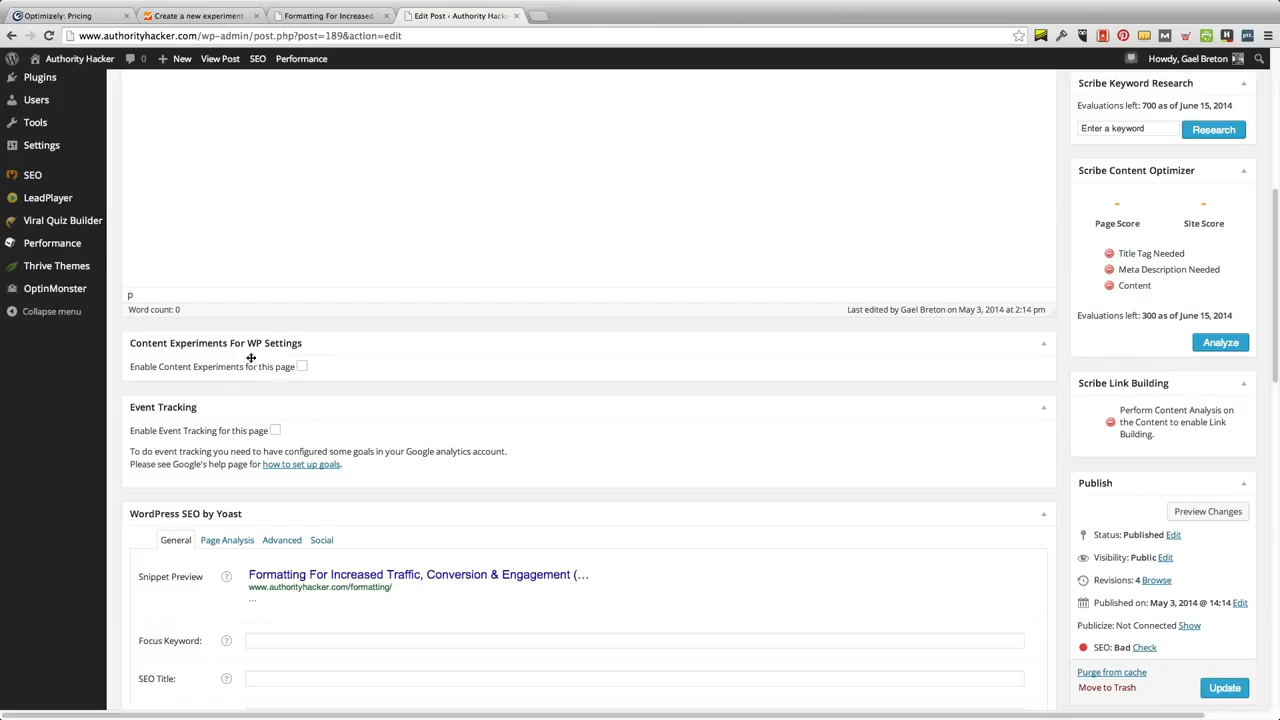 Optimizely: Pricing
Create a new experiment
Formatting For Increased T
Edit Post ‹ Authority Hacke
www.authorityhacker.com/wp-admin/post.php?post=189&action=edit
Authority Hacker
0
New
View Post
SEO
Performance
Howdy, Gael Breton
Plugins
Users
Tools
Settings
SEO
LeadPlayer
Viral Quiz Builder
Performance
Thrive Themes
OptinMonster
Collapse menu
p
Word count: 0
Last edited by Gael Breton on May 3, 2014 at 2:14 pm
Content Experiments For WP Settings
Enable Content Experiments for this page
Event Tracking
Enable Event Tracking for this page
To do event tracking you need to have configured some goals in your Google analytics account.
Please see Google's help page for how to set up goals.
WordPress SEO by Yoast
General
Page Analysis
Advanced
Social
Snippet Preview
?
Formatting For Increased Traffic, Conversion & Engagement (…
www.authorityhacker.com/formatting/
...
Focus Keyword:
?
SEO Title:
?
Scribe Keyword Research
Evaluations left: 700 as of June 15, 2014
Enter a keyword
Research
Scribe Content Optimizer
-
-
Page Score
Site Score
Title Tag Needed
Meta Description Needed
Content
Evaluations left: 300 as of June 15, 2014
Analyze
Scribe Link Building
Perform Content Analysis on
the Content to enable Link
Building.
Publish
Preview Changes
Status: Published Edit
Visibility: Public Edit
Revisions: 4 Browse
Published on: May 3, 2014 @ 14:14 Edit
Publicize: Not Connected Show
SEO: Bad Check
Purge from cache
Move to Trash
Update